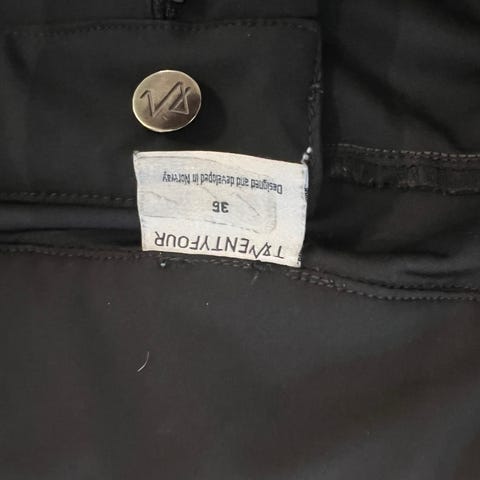 TWENTYFOUR
36
Designed and developed in Norway